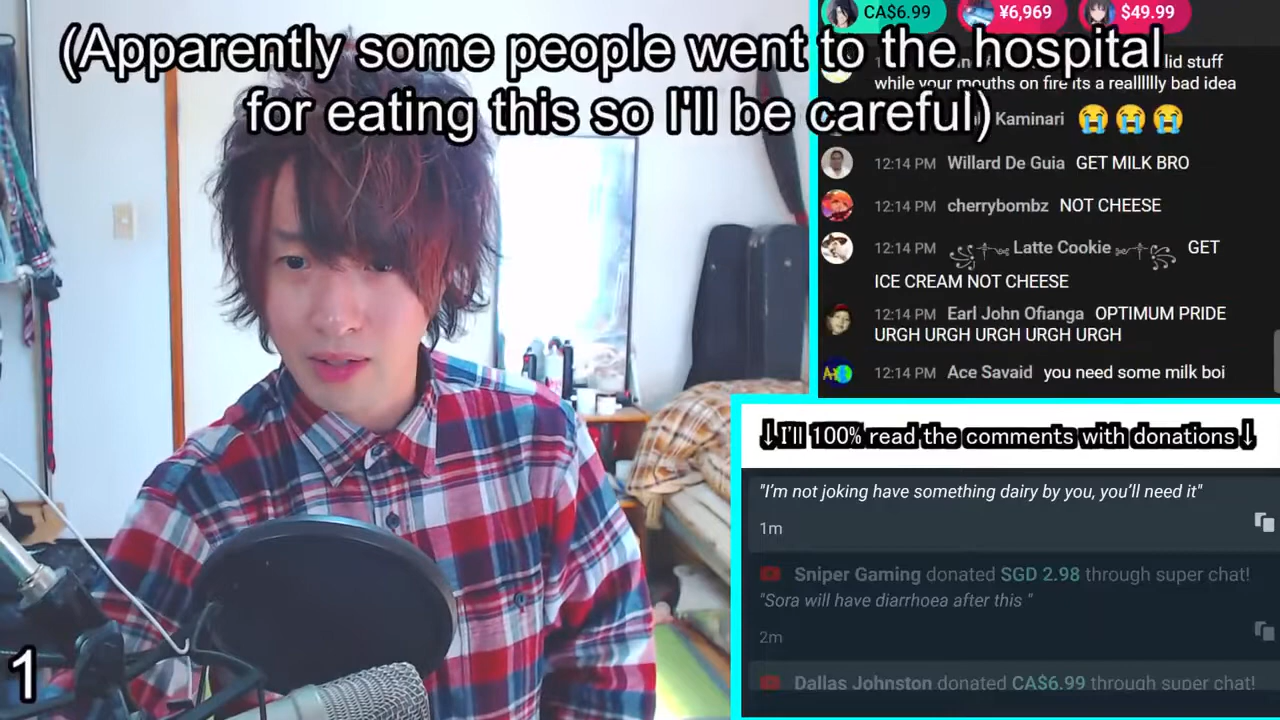 (Apparently some people went to the hospital
for eating this so I'll be careful)
CA$6.99
¥6,969
$49.99
lid stuff
while your mouths on fire its a realllllly bad idea
Kaminari 😭😭😭
12:14 PM Willard De Guia GET MILK BRO
12:14 PM cherrybombz NOT CHEESE
12:14 PM Latte Cookie GET
ICE CREAM NOT CHEESE
12:14 PM Earl John Ofianga OPTIMUM PRIDE
URGH URGH URGH URGH URGH
12:14 PM Ace Savaid you need some milk boi
↓I'll 100% read the comments with donations↓
"I'm not joking have something dairy by you, you'll need it"
1m
Sniper Gaming donated SGD 2.98 through super chat!
"Sora will have diarrhoea after this "
2m
Dallas Johnston donated CA$6.99 through super chat!
1